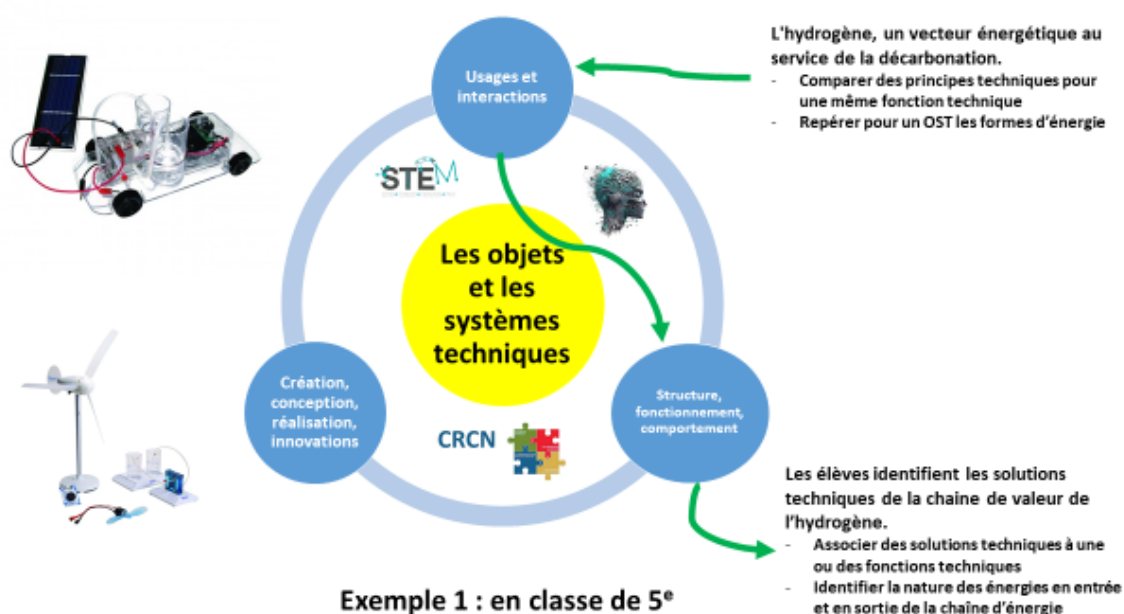 L'hydrogène, un vecteur énergétique au
service de la décarbonation.
- Comparer des principes techniques pour
une même fonction technique
- Repérer pour un OST les formes d'énergie
Usages et
interactions
STEM
Les objets
et les
systèmes
techniques
Création,
conception,
réalisation,
innovations
Structure,
fonctionnement,
comportement
CRCN
Les élèves identifient les solutions
techniques de la chaine de valeur de
l'hydrogène.
- Associer des solutions techniques à une
ou des fonctions techniques
- Identifier la nature des énergies en entrée
et en sortie de la chaîne d'énergie
Exemple 1 : en classe de 5e